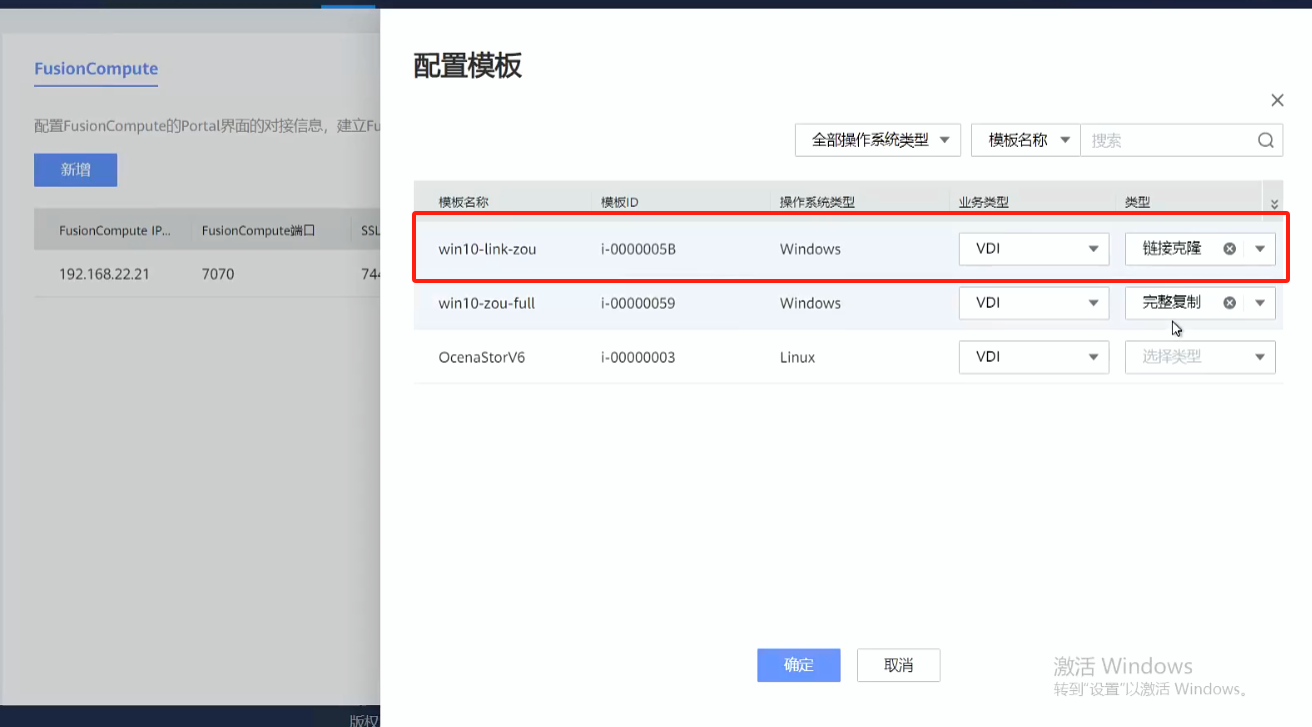 FusionCompute
配置FusionCompute的Portal界面的对接信息，建立Fu
新增
FusionCompute IP... FusionCompute端口 SSL
192.168.22.21 7070 744
配置模板
全部操作系统类型 模板名称 搜索
模板名称 模板ID 操作系统类型 业务类型 类型
win10-link-zou i-0000005B Windows VDI 链接克隆
win10-zou-full i-00000059 Windows VDI 完整复制
OcenaStorV6 i-00000003 Linux VDI 选择类型
确定 取消
激活 Windows
转到"设置"以激活 Windows。
版权